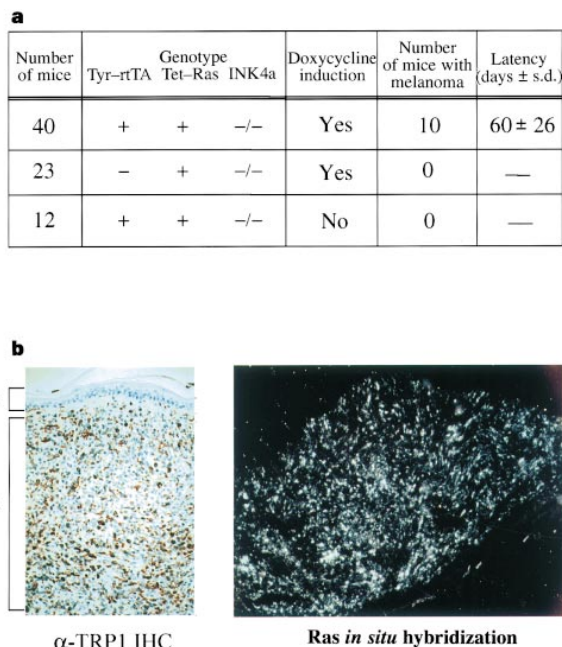 a
Number of mice | Genotype Tyr–rtTA Tet–Ras INK4a | Doxycycline induction | Number of mice with melanoma | Latency (days ± s.d.)
40 + + –/– Yes 10 60 ± 26
23 – + –/– Yes 0 —
12 + + –/– No 0 —
b
α-TRP1 IHC
Ras in situ hybridization